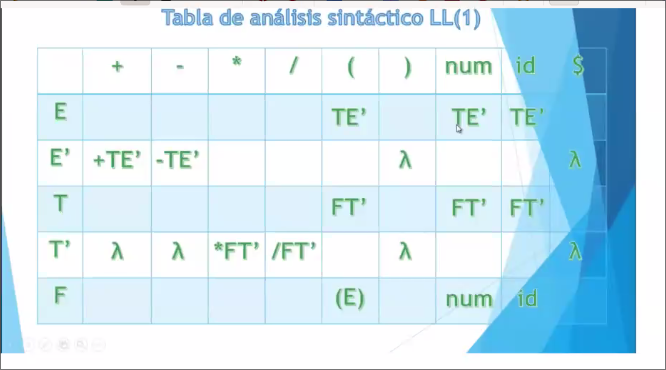 Tabla de análisis sintáctico LL(1)
+ - * / ( ) num id $
E TE’ TE’ TE’
E’ +TE’ -TE’ λ λ
T FT’ FT’ FT’
T’ λ λ *FT’ /FT’ λ λ
F (E) num id